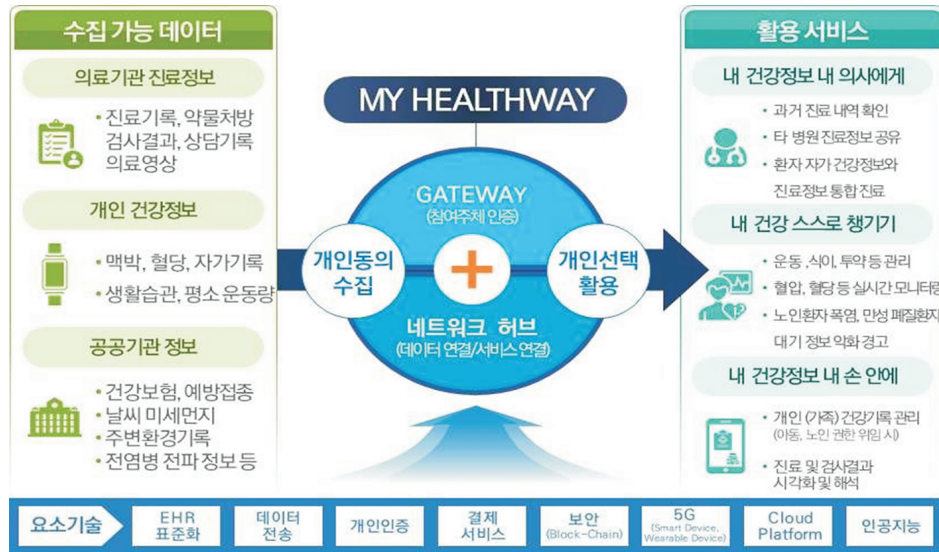 수집 가능 데이터
의료기관 진료정보
• 진료기록, 약물처방
검사결과, 상담기록
의료영상
개인 건강정보
• 맥박, 혈당, 자가기록
• 생활습관, 평소 운동량
공공기관 정보
• 건강보험, 예방접종
• 날씨 미세먼지
• 주변환경기록
• 전염병 전파 정보 등
MY HEALTHWAY
GATEWAY
(참여주체 인증)
개인동의
수집
+
개인선택
활용
네트워크 허브
(데이터 연결/서비스 연결)
활용 서비스
내 건강정보 내 의사에게
• 과거 진료 내역 확인
• 타 병원 진료정보 공유
• 환자 자가 건강정보와
진료정보 통합 진료
내 건강 스스로 챙기기
• 운동 ,식이, 투약 등 관리
• 혈압, 혈당 등 실시간 모니터링
• 노인환자 폭염, 만성 폐질환자
대기 정보 악화 경고
내 건강정보 내 손 안에
• 개인 (가족) 건강기록 관리
(아동, 노인 권한 위임 시)
• 진료 및 검사결과
시각화 및 해석
요소기술
EHR
표준화
데이터
전송
개인인증
결제
서비스
보안
(Block-Chain)
5G
(Smart Device,
Wearable Device)
Cloud
Platform
인공지능